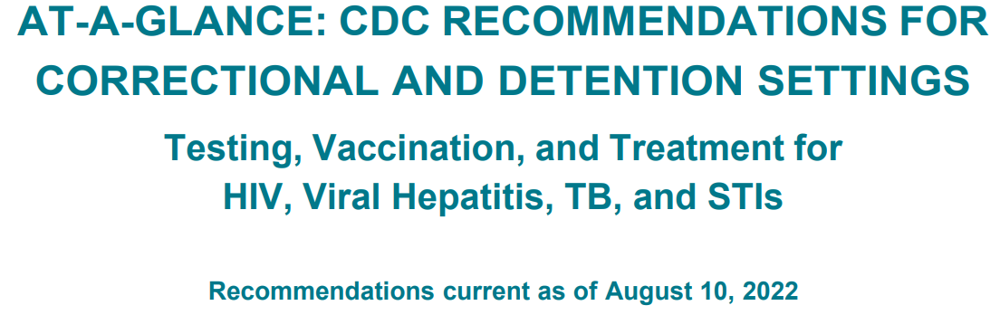 AT-A-GLANCE: CDC RECOMMENDATIONS FOR
CORRECTIONAL AND DETENTION SETTINGS
Testing, Vaccination, and Treatment for
HIV, Viral Hepatitis, TB, and STIs
Recommendations current as of August 10, 2022